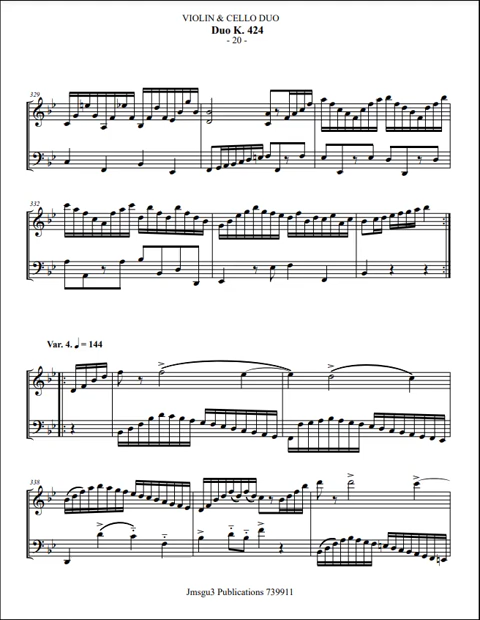 VIOLIN & CELLO DUO
Duo K. 424
- 20 -
329
332
Var. 4. ♩ = 144
338
Jmsgu3 Publications 739911